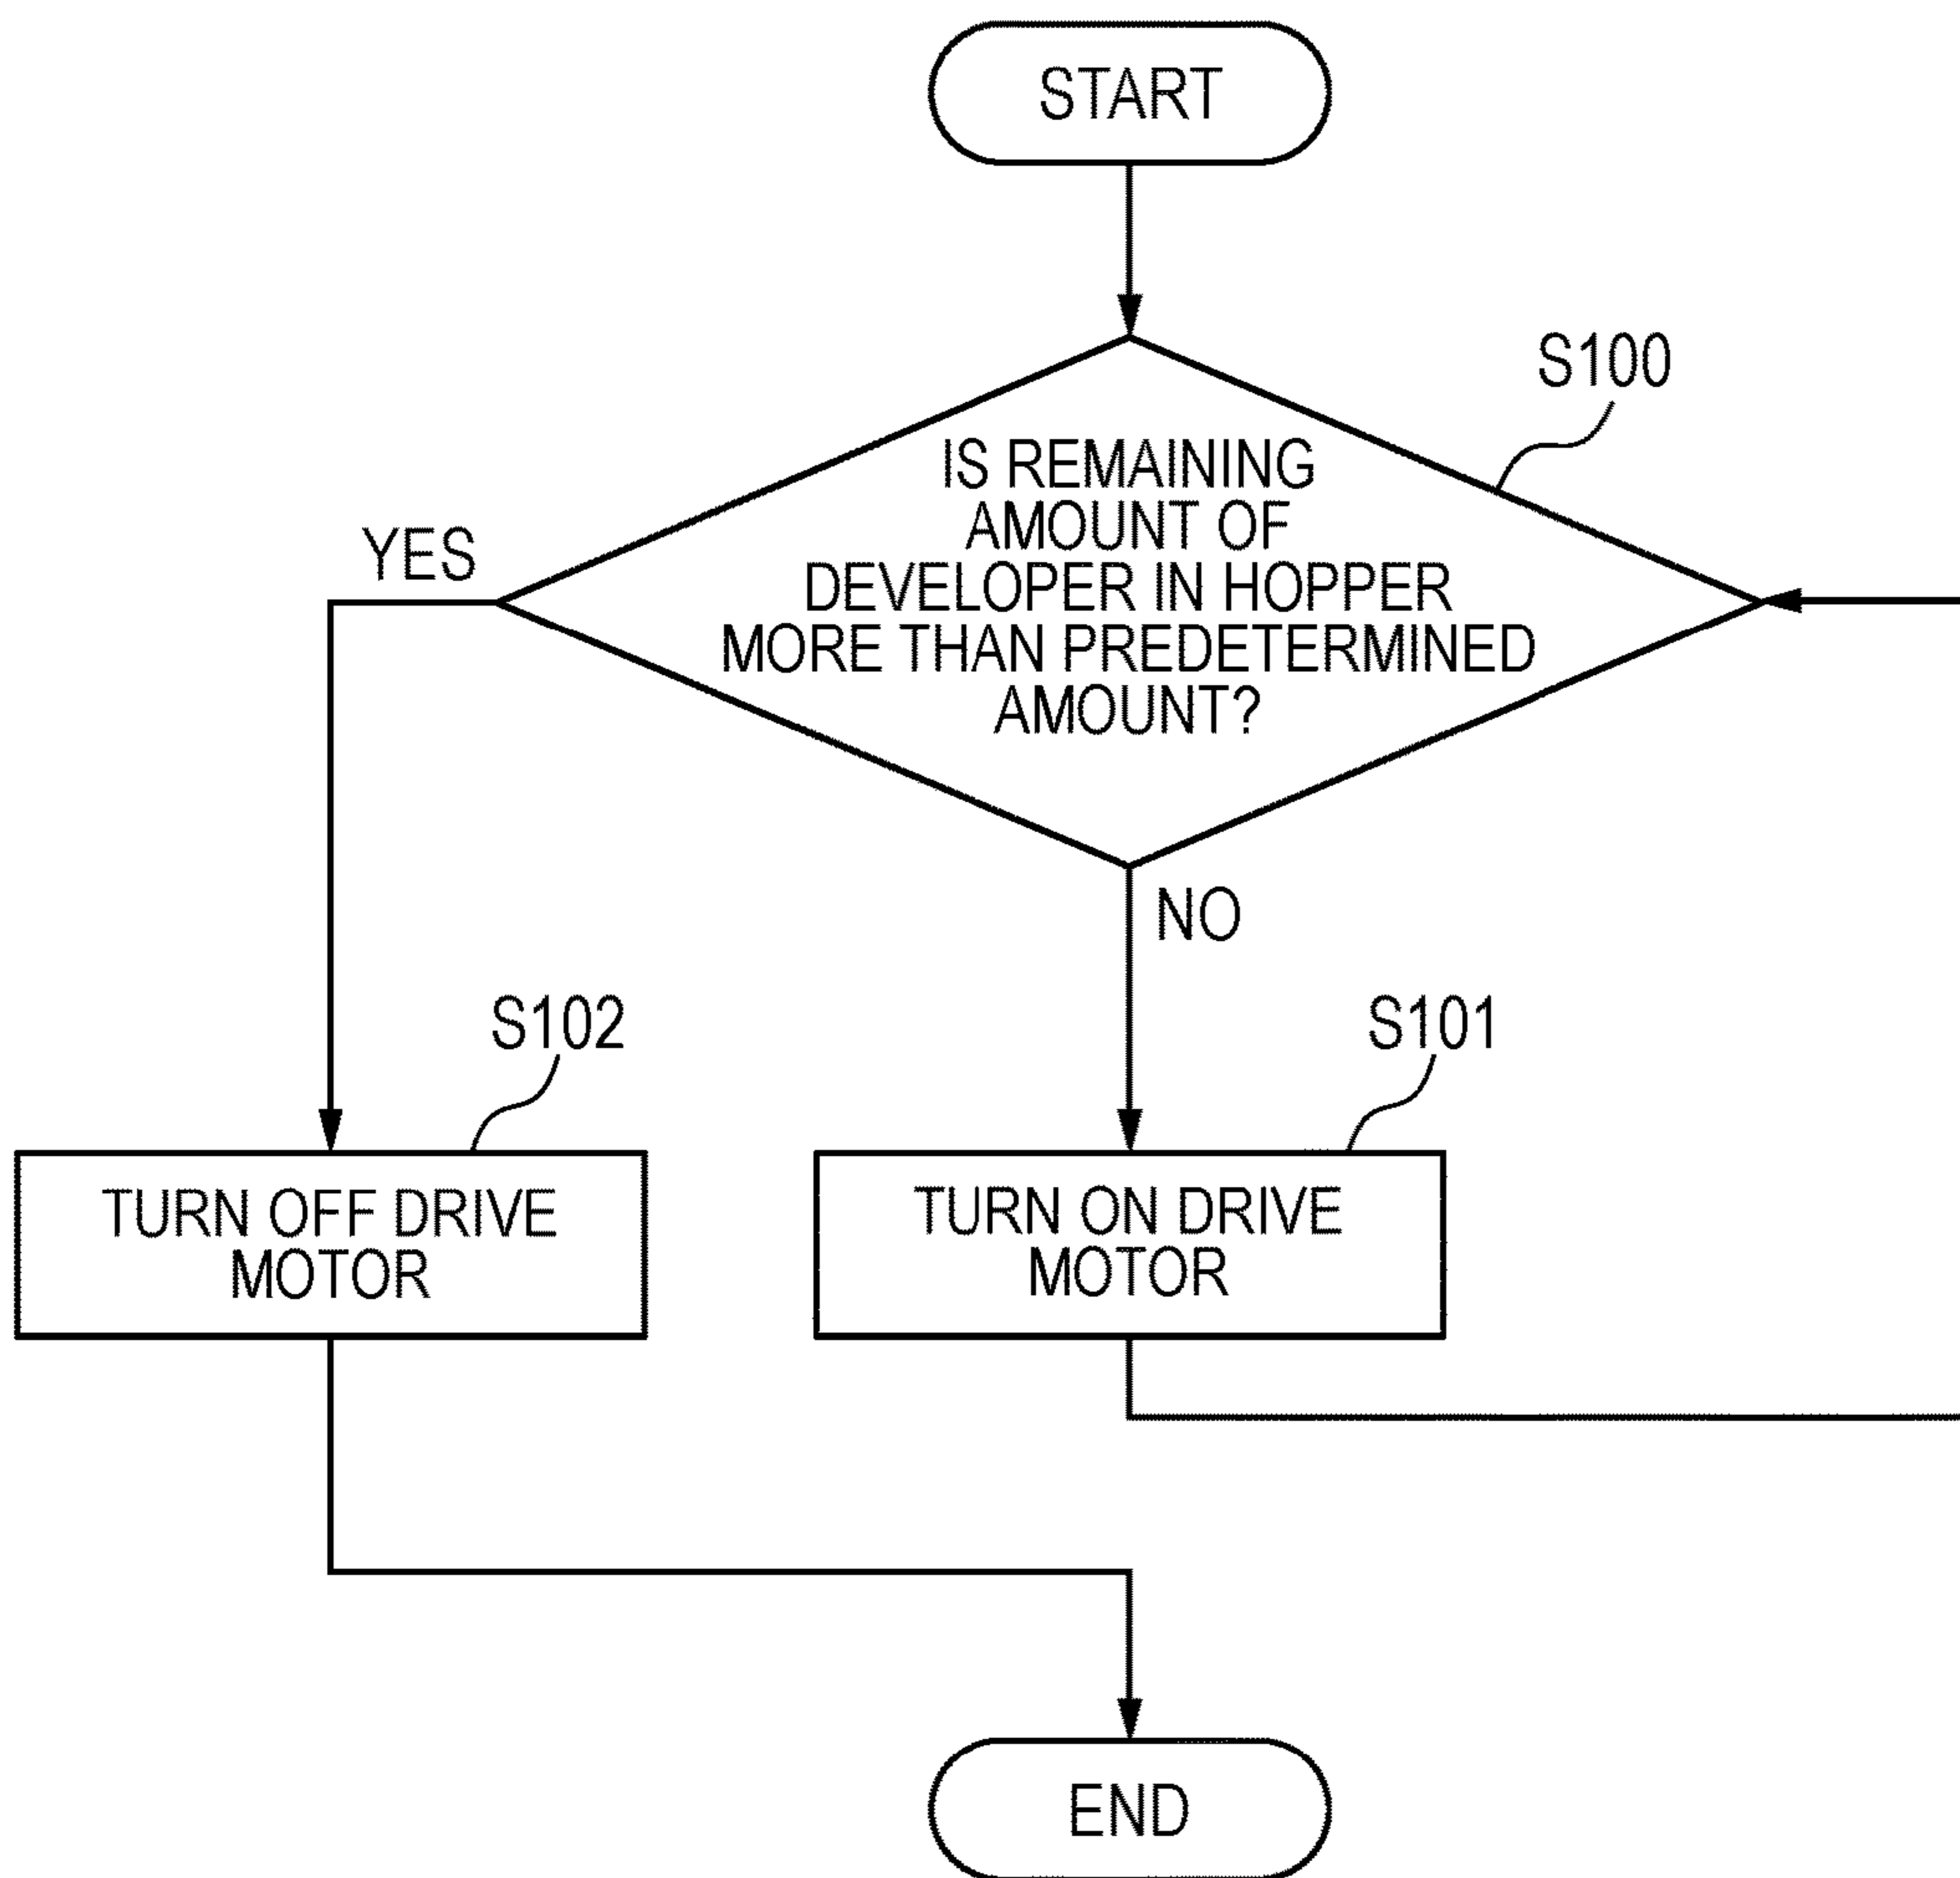 START
S100
IS REMAINING
AMOUNT OF
DEVELOPER IN HOPPER
MORE THAN PREDETERMINED
AMOUNT?
YES
NO
S102
S101
TURN OFF DRIVE
MOTOR
TURN ON DRIVE
MOTOR
END